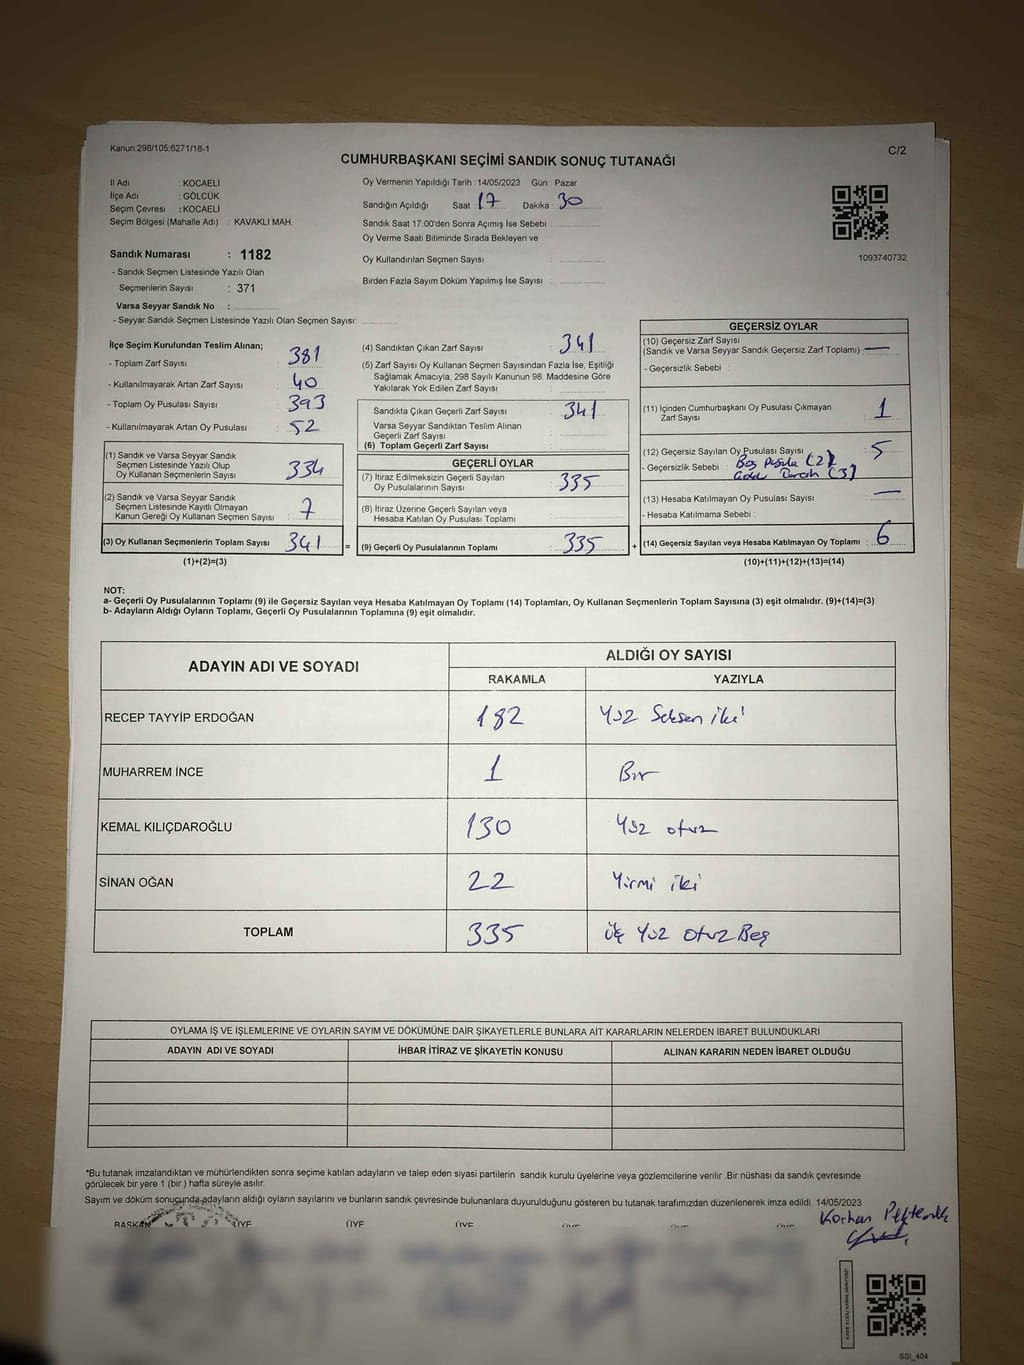 Kanun.298/105;6271/18-1
C/2
CUMHURBAŞKANI SEÇİMİ SANDIK SONUÇ TUTANAĞI
İl Adı : KOCAELİ
İlçe Adı : GÖLCÜK
Seçim Çevresi : KOCAELİ
Seçim Bölgesi (Mahalle Adı) : KAVAKLI MAH.
Sandık Numarası : 1182
- Sandık Seçmen Listesinde Yazılı Olan
Seçmenlerin Sayısı : 371
Varsa Seyyar Sandık No :
- Seyyar Sandık Seçmen Listesinde Yazılı Olan Seçmen Sayısı:
Oy Vermenin Yapıldığı Tarih : 14/05/2023 Gün : Pazar
Sandığın Açıldığı Saat : 17 Dakika : 30
Sandık Saat 17:00'den Sonra Açımış İse Sebebi :
Oy Verme Saati Bitiminde Sırada Bekleyen ve
Oy Kullandırılan Seçmen Sayısı :
Birden Fazla Sayım Döküm Yapılmış İse Sayısı :
1093740732
İlçe Seçim Kurulundan Teslim Alınan;
- Toplam Zarf Sayısı : 381
- Kullanılmayarak Artan Zarf Sayısı : 40
- Toplam Oy Pusulası Sayısı : 393
- Kullanılmayarak Artan Oy Pusulası : 52
(1) Sandık ve Varsa Seyyar Sandık
Seçmen Listesinde Yazılı Olup
Oy Kullanan Seçmenlerin Sayısı : 334
(2) Sandık ve Varsa Seyyar Sandık
Seçmen Listesinde Kayıtlı Olmayan
Kanun Gereği Oy Kullanan Seçmen Sayısı : 7
(3) Oy Kullanan Seçmenlerin Toplam Sayısı : 341 =
(1)+(2)=(3)
(4) Sandıktan Çıkan Zarf Sayısı : 341
(5) Zarf Sayısı Oy Kullanan Seçmen Sayısından Fazla İse, Eşitliği
Sağlamak Amacıyla; 298 Sayılı Kanunun 98. Maddesine Göre
Yakılarak Yok Edilen Zarf Sayısı :
Sandıkta Çıkan Geçerli Zarf Sayısı : 341
Varsa Seyyar Sandıktan Teslim Alınan
Geçerli Zarf Sayısı :
(6) Toplam Geçerli Zarf Sayısı
GEÇERLİ OYLAR
(7) İtiraz Edilmeksizin Geçerli Sayılan
Oy Pusulalarının Sayısı : 335
(8) İtiraz Üzerine Geçerli Sayılan veya
Hesaba Katılan Oy Pusulası Toplamı :
(9) Geçerli Oy Pusulalarının Toplamı : 335 +
GEÇERSİZ OYLAR
(10) Geçersiz Zarf Sayısı
(Sandık ve Varsa Seyyar Sandık Geçersiz Zarf Toplamı) : —
- Geçersizlik Sebebi :
(11) İçinden Cumhurbaşkanı Oy Pusulası Çıkmayan
Zarf Sayısı : 1
(12) Geçersiz Sayılan Oy Pusulası Sayısı : 5
- Geçersizlik Sebebi : Boş Pusula (2)
(3)
(13) Hesaba Katılmayan Oy Pusulası Sayısı : —
- Hesaba Katılmama Sebebi :
(14) Geçersiz Sayılan veya Hesaba Katılmayan Oy Toplamı : 6
(10)+(11)+(12)+(13)=(14)
NOT:
a- Geçerli Oy Pusulalarının Toplamı (9) ile Geçersiz Sayılan veya Hesaba Katılmayan Oy Toplamı (14) Toplamları, Oy Kullanan Seçmenlerin Toplam Sayısına (3) eşit olmalıdır. (9)+(14)=(3)
b- Adayların Aldığı Oyların Toplamı, Geçerli Oy Pusulalarının Toplamına (9) eşit olmalıdır.
ADAYIN ADI VE SOYADI ALDIĞI OY SAYISI
RAKAMLA YAZIYLA
RECEP TAYYİP ERDOĞAN 182 Yüz Seksen iki
MUHARREM İNCE 1 Bir
KEMAL KILIÇDAROĞLU 130 Yüz otuz
SİNAN OĞAN 22 Yirmi iki
TOPLAM 335 üç Yüz otuz Beş
OYLAMA İŞ VE İŞLEMLERİNE VE OYLARIN SAYIM VE DÖKÜMÜNE DAİR ŞİKAYETLERLE BUNLARA AİT KARARLARIN NELERDEN İBARET BULUNDUKLARI
ADAYIN ADI VE SOYADI İHBAR İTİRAZ VE ŞİKAYETİN KONUSU ALINAN KARARIN NEDEN İBARET OLDUĞU
*Bu tutanak imzalandıktan ve mühürlendikten sonra seçime katılan adayların ve talep eden siyasi partilerin sandık kurulu üyelerine veya gözlemcilerine verilir .Bir nüshası da sandık çevresinde
görülecek bir yere 1 (bir ) hafta süreyle asılır.
Sayım ve döküm sonuçunda adayların aldığı oyların sayılarını ve bunların sandık çevresinde bulunanlara duyurulduğunu gösteren bu tutanak tarafımızdan düzenlenerek imza edildi. 14/05/2023
BAŞKAN ÜYE ÜYE ÜYE
SSI_404